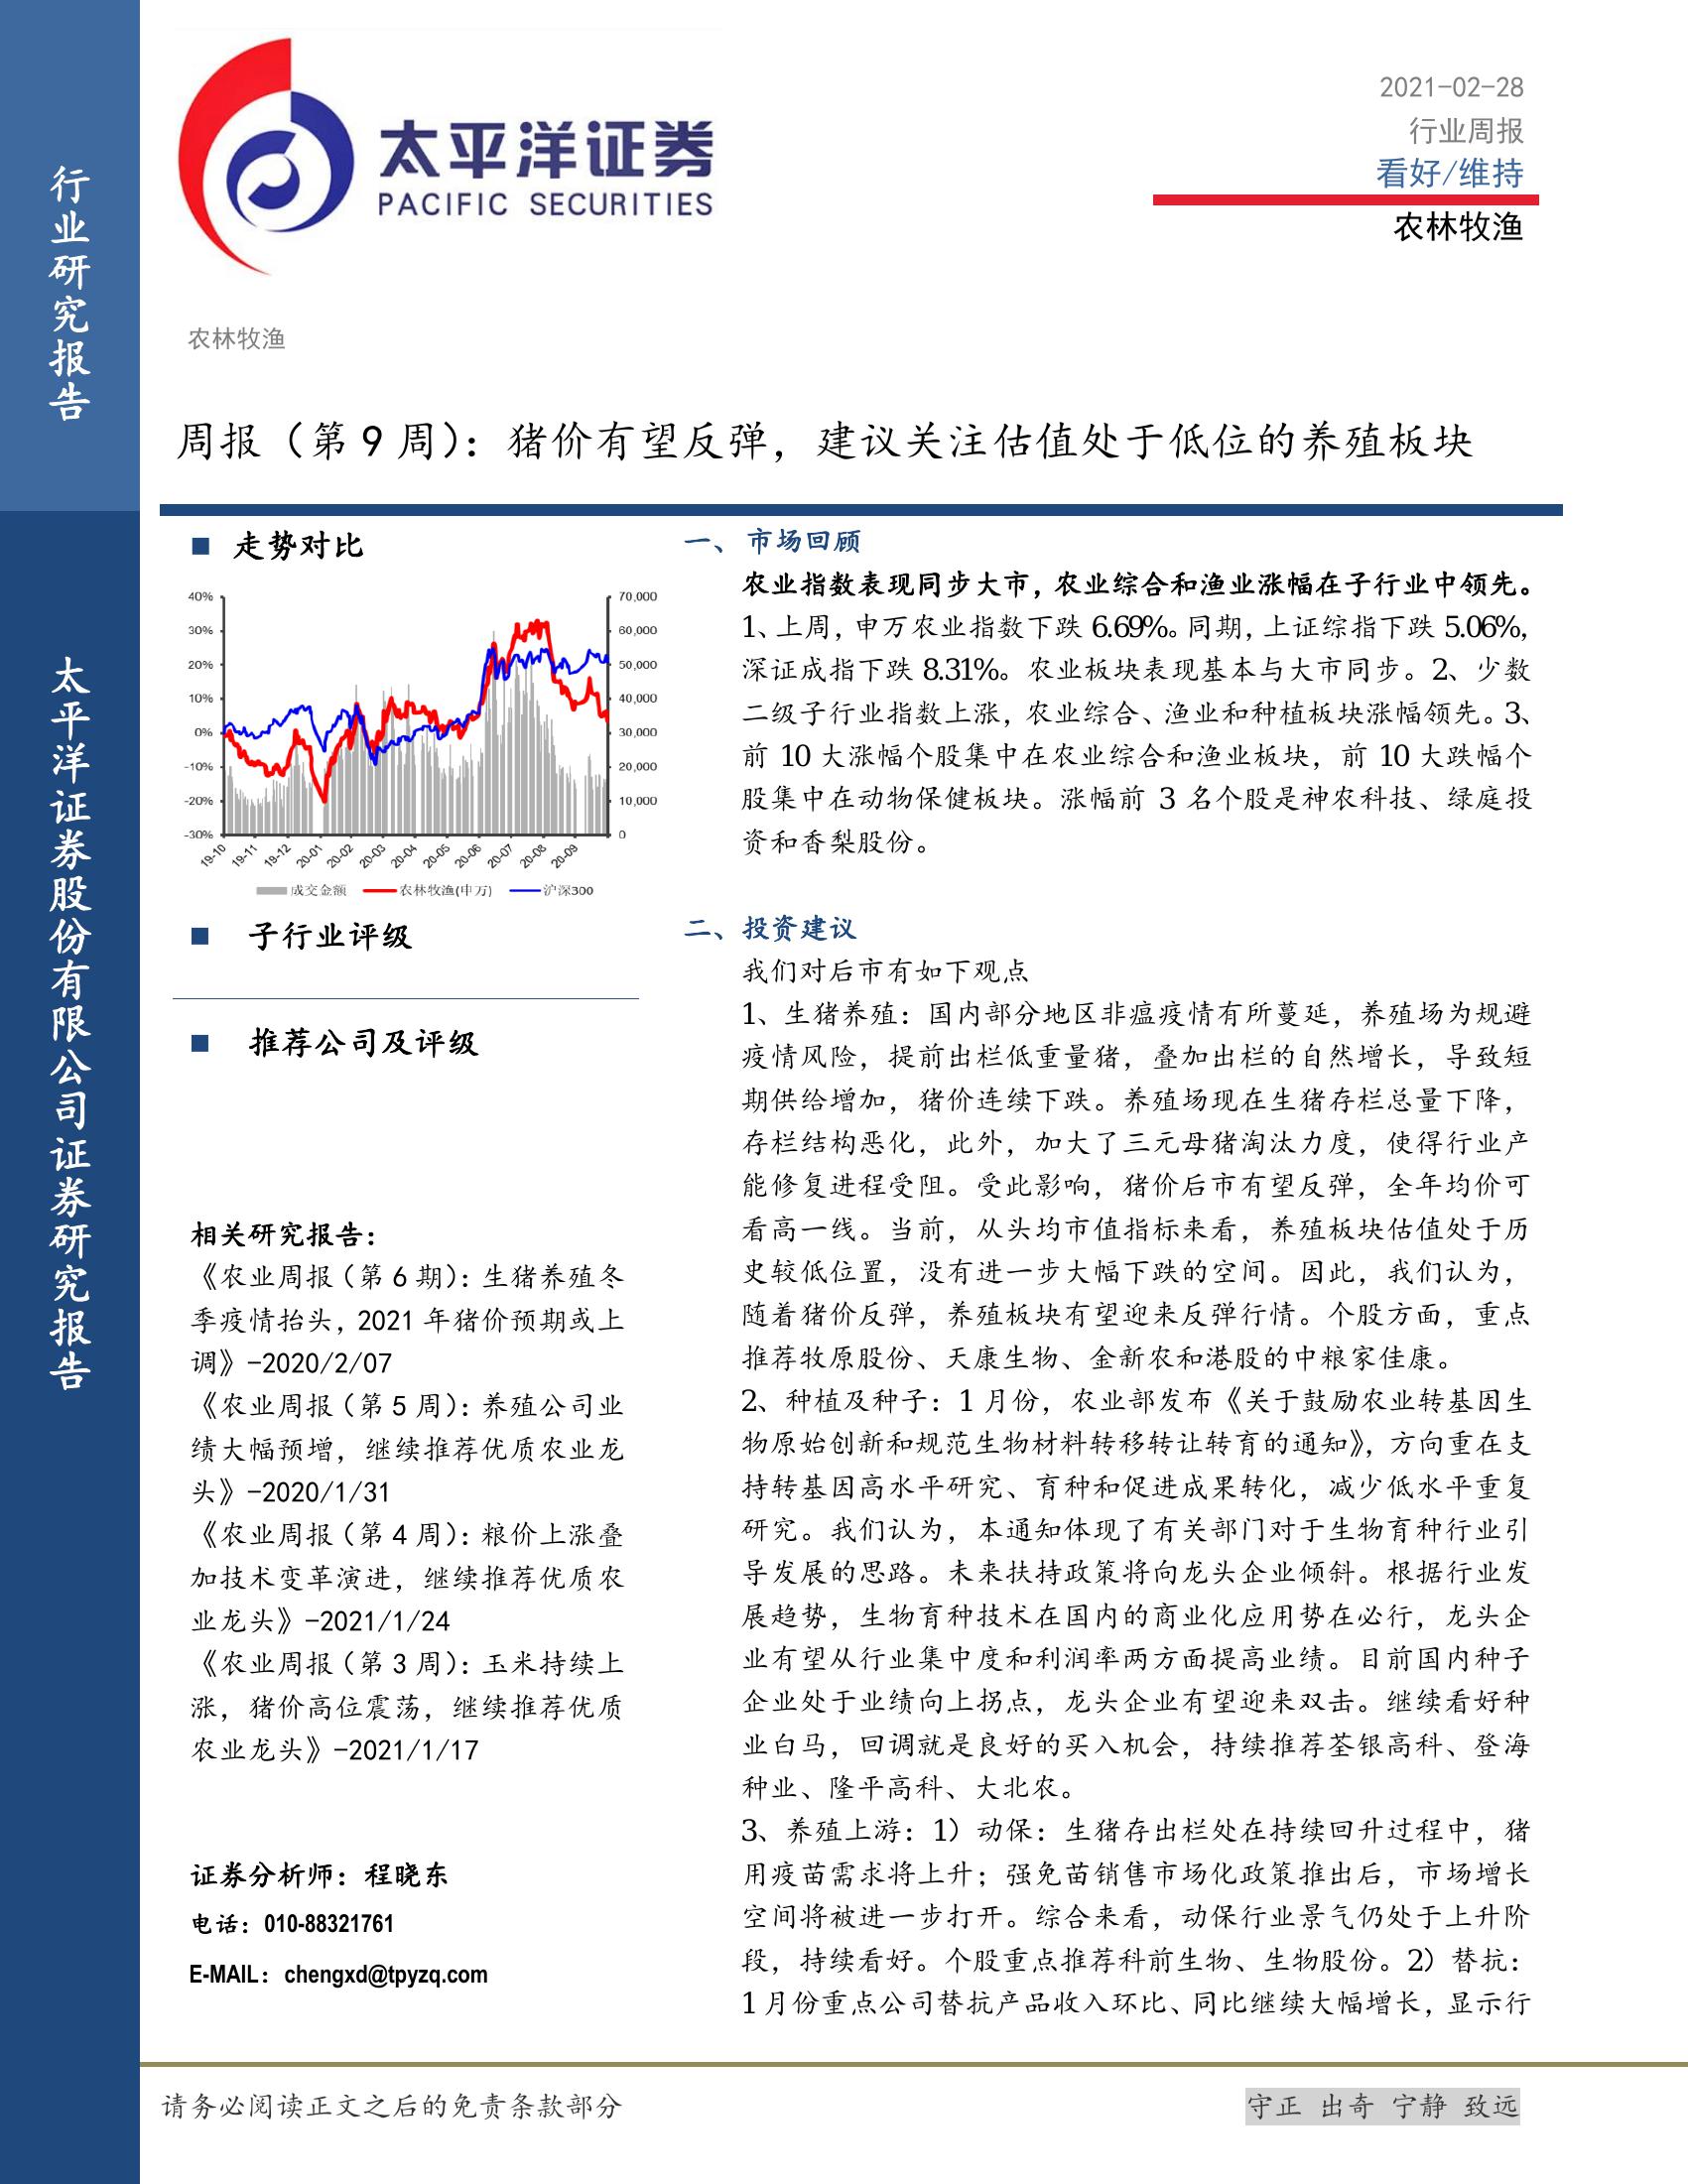 行业研究报告
太平洋证券股份有限公司证券研究报告
太平洋证券
PACIFIC SECURITIES
2021-02-28
行业周报
看好/维持
农林牧渔
农林牧渔
周报（第 9 周）：猪价有望反弹，建议关注估值处于低位的养殖板块
■ 走势对比
40%
30%
20%
10%
0%
-10%
-20%
-30%
70,000
60,000
50,000
40,000
30,000
20,000
10,000
0
19-10 19-11 19-12 20-01 20-02 20-03 20-04 20-05 20-06 20-07 20-08 20-09
成交金额 农林牧渔(申万) 沪深300
■ 子行业评级
■ 推荐公司及评级
相关研究报告：
《农业周报（第 6 期）：生猪养殖冬
季疫情抬头，2021 年猪价预期或上
调》-2020/2/07
《农业周报（第 5 周）：养殖公司业
绩大幅预增，继续推荐优质农业龙
头》-2020/1/31
《农业周报（第 4 周）：粮价上涨叠
加技术变革演进，继续推荐优质农
业龙头》-2021/1/24
《农业周报（第 3 周）：玉米持续上
涨，猪价高位震荡，继续推荐优质
农业龙头》-2021/1/17
证券分析师：程晓东
电话：010-88321761
E-MAIL：chengxd@tpyzq.com
一、 市场回顾
农业指数表现同步大市，农业综合和渔业涨幅在子行业中领先。
1、上周，申万农业指数下跌 6.69%。同期，上证综指下跌 5.06%，
深证成指下跌 8.31%。农业板块表现基本与大市同步。2、少数
二级子行业指数上涨，农业综合、渔业和种植板块涨幅领先。3、
前 10 大涨幅个股集中在农业综合和渔业板块，前 10 大跌幅个
股集中在动物保健板块。涨幅前 3 名个股是神农科技、绿庭投
资和香梨股份。
二、 投资建议
我们对后市有如下观点
1、生猪养殖：国内部分地区非瘟疫情有所蔓延，养殖场为规避
疫情风险，提前出栏低重量猪，叠加出栏的自然增长，导致短
期供给增加，猪价连续下跌。养殖场现在生猪存栏总量下降，
存栏结构恶化，此外，加大了三元母猪淘汰力度，使得行业产
能修复进程受阻。受此影响，猪价后市有望反弹，全年均价可
看高一线。当前，从头均市值指标来看，养殖板块估值处于历
史较低位置，没有进一步大幅下跌的空间。因此，我们认为，
随着猪价反弹，养殖板块有望迎来反弹行情。个股方面，重点
推荐牧原股份、天康生物、金新农和港股的中粮家佳康。
2、种植及种子：1 月份，农业部发布《关于鼓励农业转基因生
物原始创新和规范生物材料转移转让转育的通知》，方向重在支
持转基因高水平研究、育种和促进成果转化，减少低水平重复
研究。我们认为，本通知体现了有关部门对于生物育种行业引
导发展的思路。未来扶持政策将向龙头企业倾斜。根据行业发
展趋势，生物育种技术在国内的商业化应用势在必行，龙头企
业有望从行业集中度和利润率两方面提高业绩。目前国内种子
企业处于业绩向上拐点，龙头企业有望迎来双击。继续看好种
业白马，回调就是良好的买入机会，持续推荐荃银高科、登海
种业、隆平高科、大北农。
3、养殖上游：1）动保：生猪存出栏处在持续回升过程中，猪
用疫苗需求将上升；强免苗销售市场化政策推出后，市场增长
空间将被进一步打开。综合来看，动保行业景气仍处于上升阶
段，持续看好。个股重点推荐科前生物、生物股份。2）替抗：
1 月份重点公司替抗产品收入环比、同比继续大幅增长，显示行
请务必阅读正文之后的免责条款部分
守正 出奇 宁静 致远